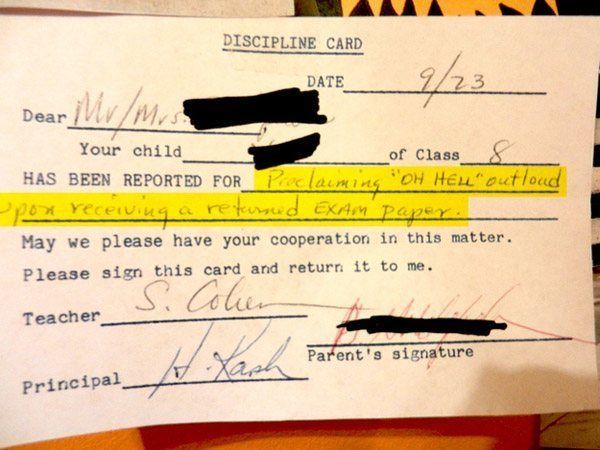 DISCIPLINE CARD
DATE 9/23
Dear Mr/Mrs.
Your child of Class 8
HAS BEEN REPORTED FOR Proclaiming "OH HELL" outloud
upon receiving a returned EXAM paper.
May we please have your cooperation in this matter.
Please sign this card and return it to me.
Teacher S. Cohen
Parent's signature
Principal H. Kash